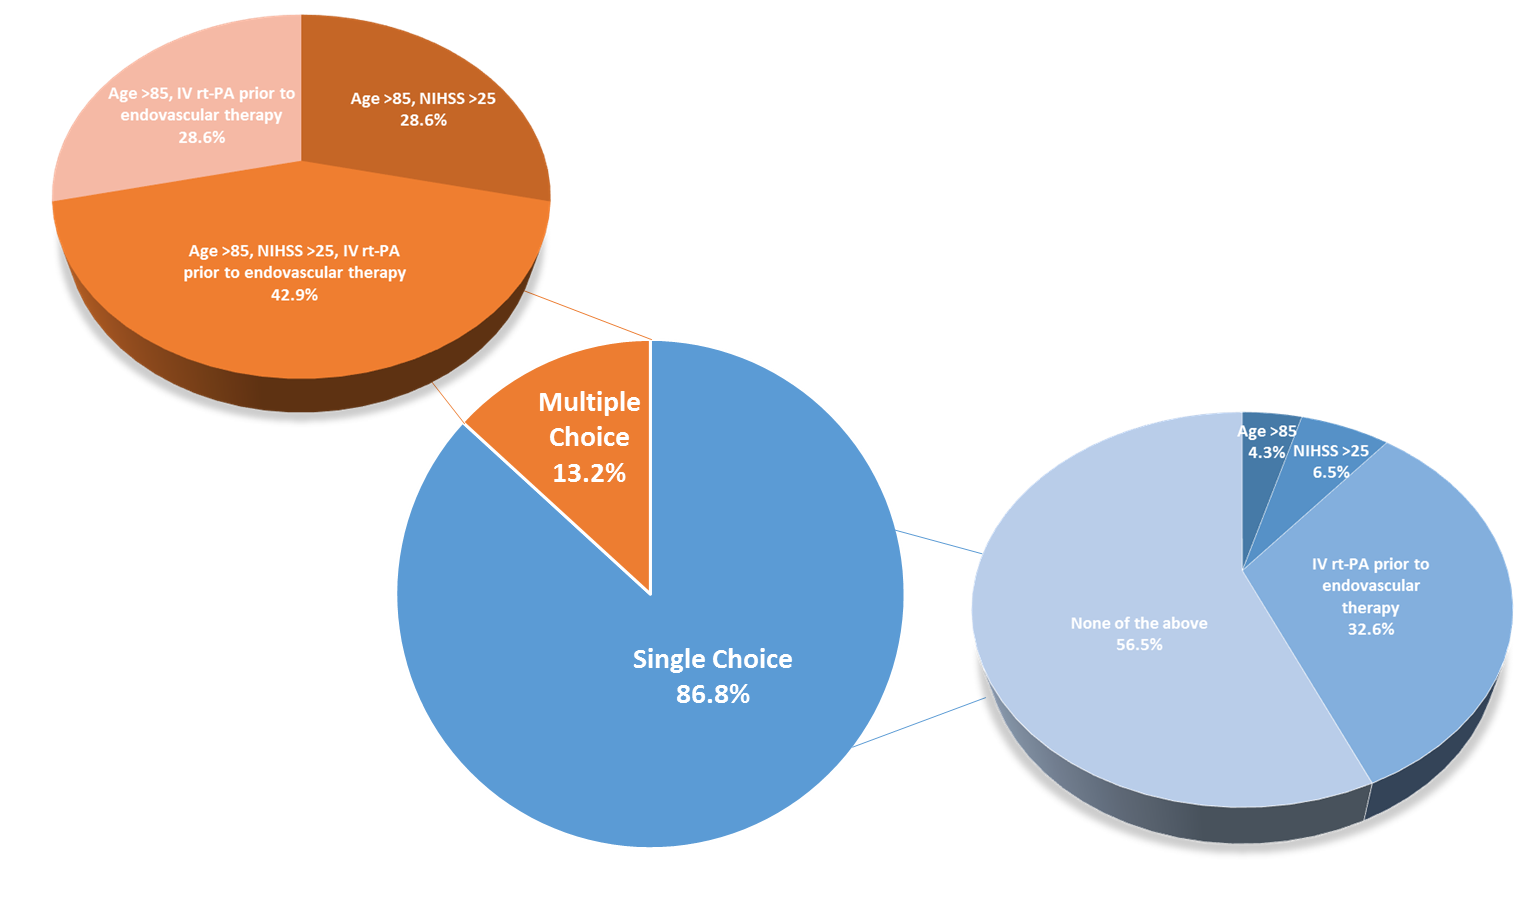 Age >85, IV rt-PA prior to
endovascular therapy
28.6%
Age >85, NIHSS >25
28.6%
Age >85, NIHSS >25, IV rt-PA
prior to endovascular therapy
42.9%
Multiple
Choice
13.2%
Single Choice
86.8%
Age >85
4.3%
NIHSS >25
6.5%
IV rt-PA prior to
endovascular
therapy
32.6%
None of the above
56.5%